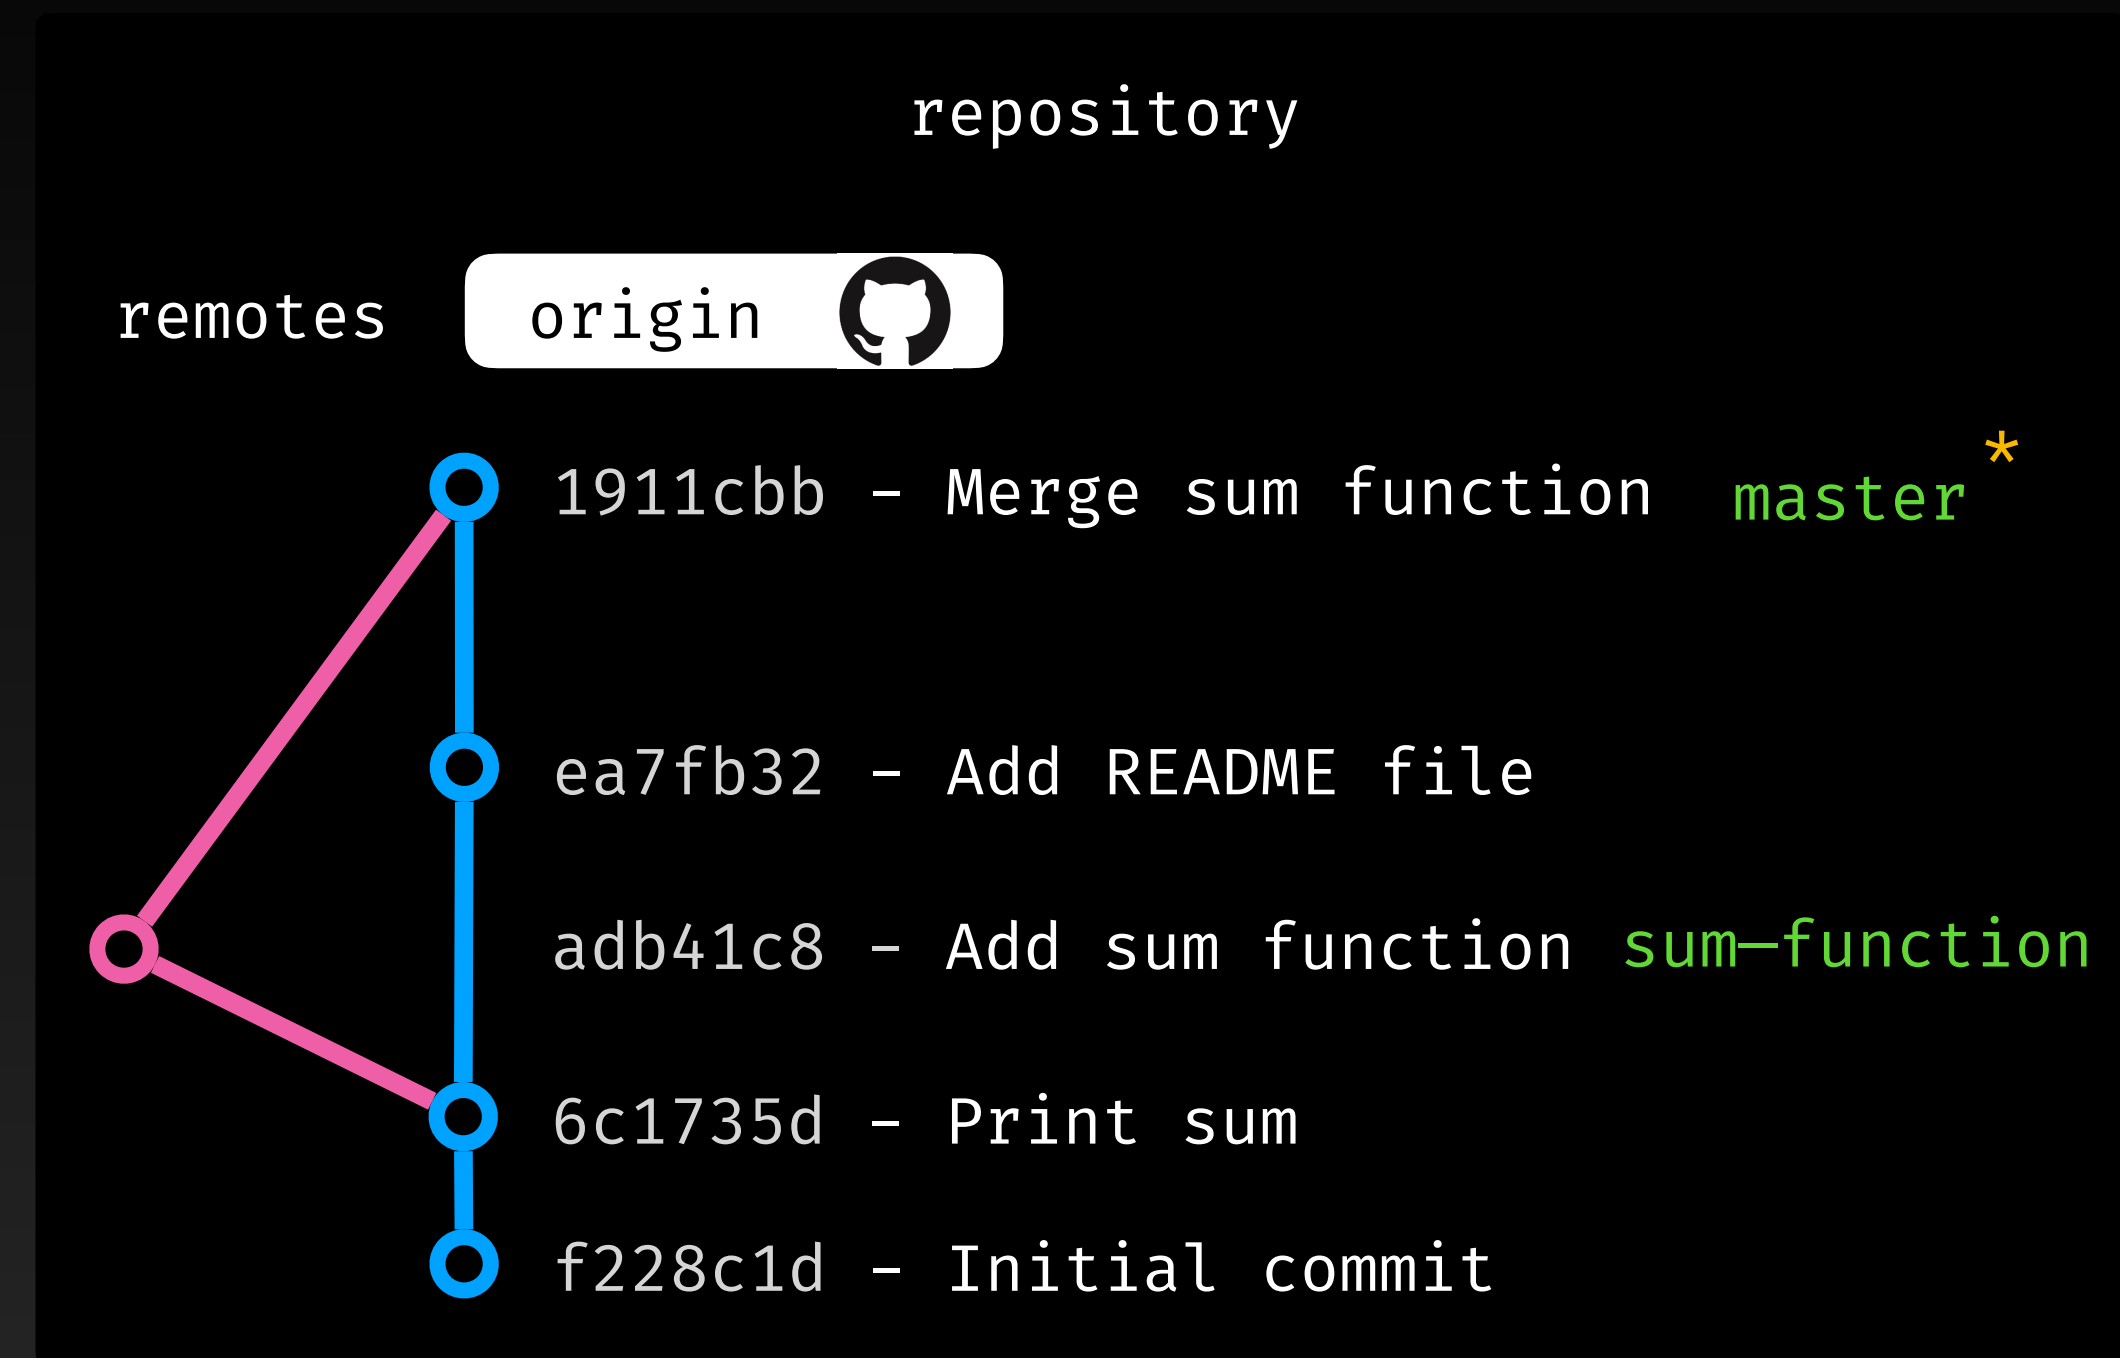 repository
remotes origin
1911cbb - Merge sum function master*
ea7fb32 - Add README file
adb41c8 - Add sum function sum-function
6c1735d - Print sum
f228c1d - Initial commit